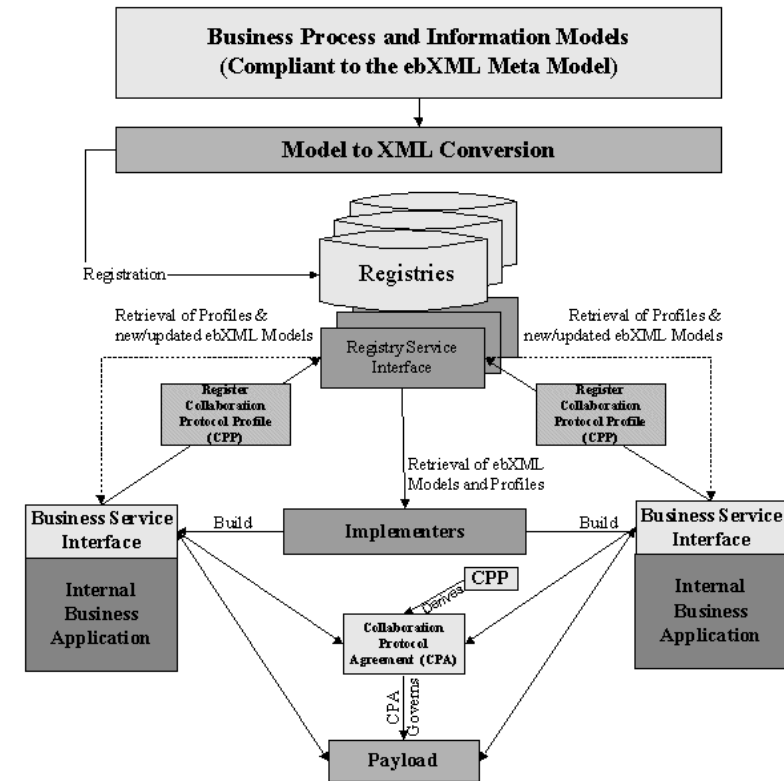 Business Process and Information Models
(Compliant to the ebXML Meta Model)
Model to XML Conversion
Registration
Registries
Retrieval of Profiles &
new/updated ebXML Models
Retrieval of Profiles &
new/updated ebXML Models
Registry Service
Interface
Register
Collaboration
Protocol Profile
(CPP)
Register
Collaboration
Protocol Profile
(CPP)
Retrieval of ebXML
Models and Profiles
Business Service
Interface
Build
Implementers
Build
Business Service
Interface
Internal
Business
Application
Internal
Business
Application
CPP
Derives
Collaboration
Protocol
Agreement (CPA)
CPA
Governs
Payload